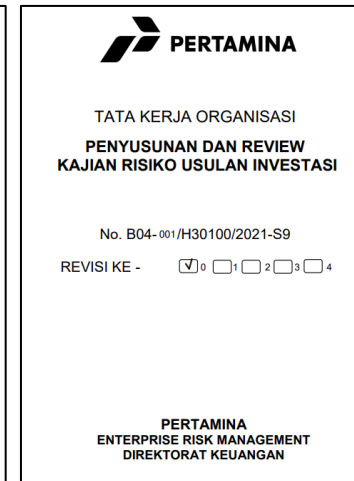 PERTAMINA
TATA KERJA ORGANISASI
PENYUSUNAN DAN REVIEW
KAJIAN RISIKO USULAN INVESTASI
No. B04-001/H30100/2021-S9
REVISI KE - √ 0 1 2 3 4
PERTAMINA
ENTERPRISE RISK MANAGEMENT
DIREKTORAT KEUANGAN